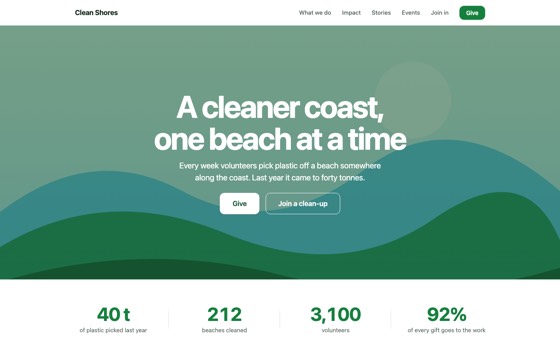 Clean Shores
What we do
Impact
Stories
Events
Join in
Give
A cleaner coast,
one beach at a time
Every week volunteers pick plastic off a beach somewhere
along the coast. Last year it came to forty tonnes.
Give
Join a clean-up
40 t
of plastic picked last year
212
beaches cleaned
3,100
volunteers
92%
of every gift goes to the work